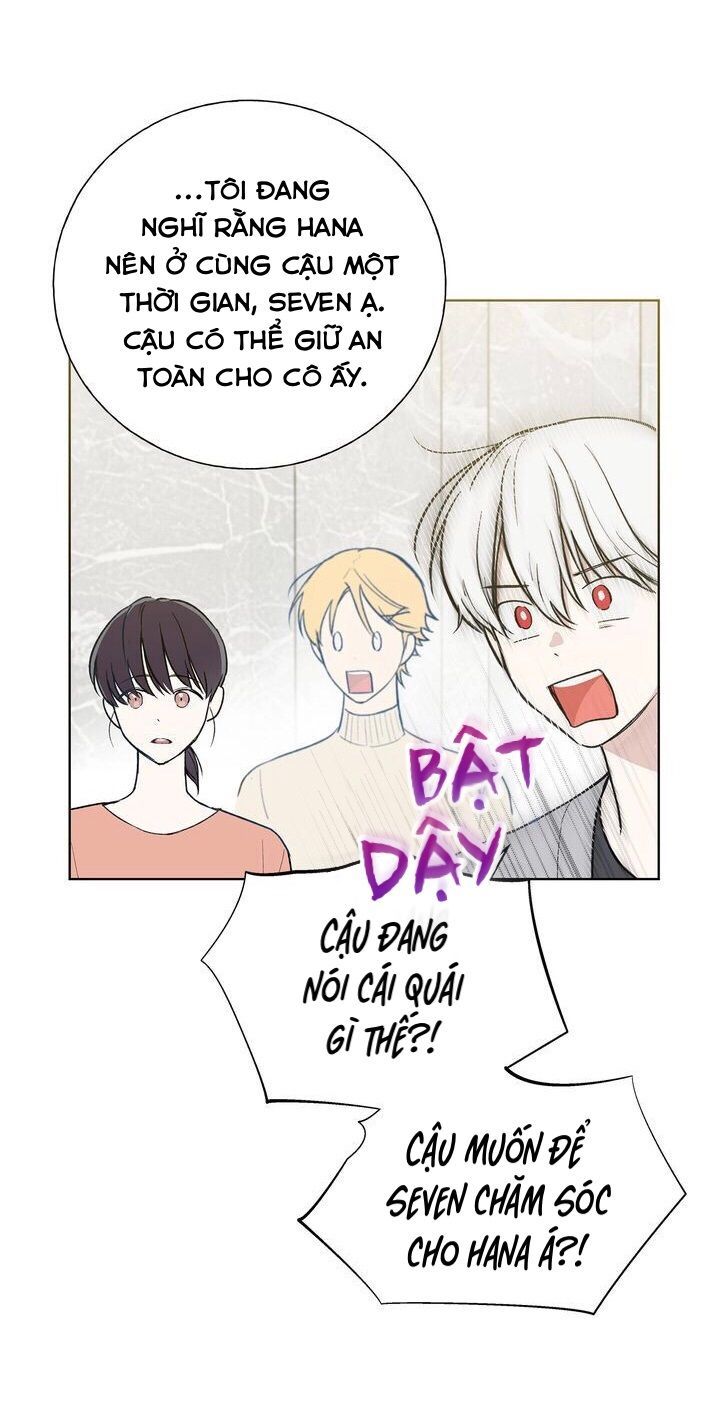 ...TÔI ĐANG
NGHĨ RẰNG HANA
NÊN Ở CÙNG CẬU MỘT
THỜI GIAN, SEVEN Ạ.
CẬU CÓ THỂ GIỮ AN
TOÀN CHO CÔ ẤY.
BẬT
DẬY
CẬU ĐANG
NÓI CÁI QUÁI
GÌ THẾ?!
CẬU MUỐN ĐỂ
SEVEN CHĂM SÓC
CHO HANA Á?!